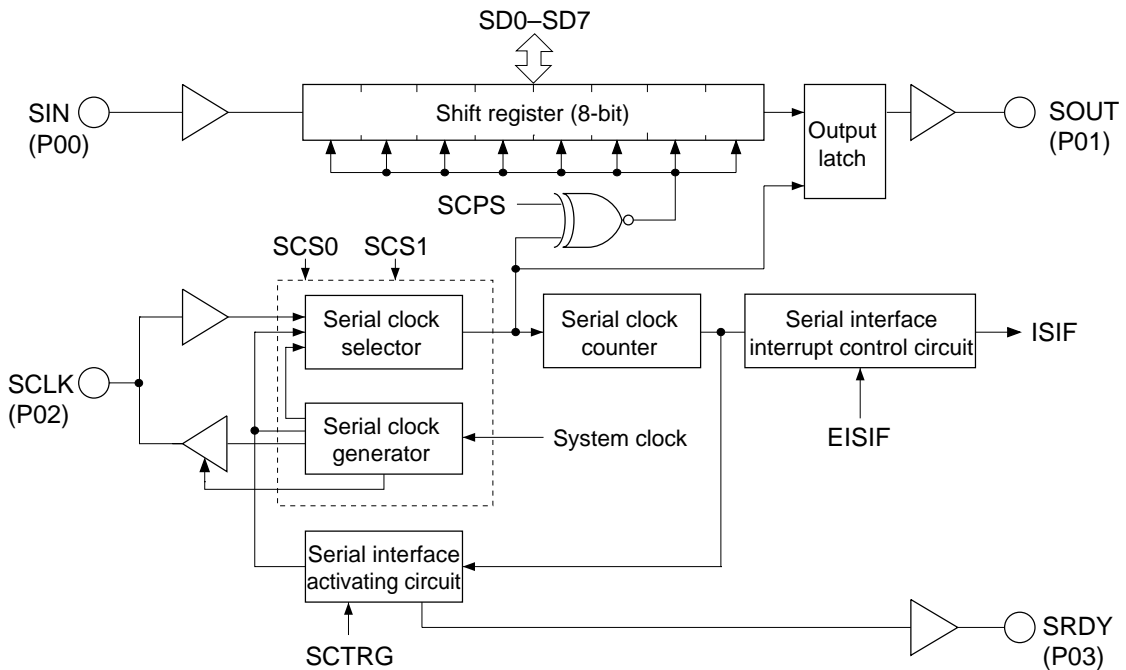 SD0–SD7
SIN
(P00)
Shift register (8-bit)
Output
latch
SOUT
(P01)
SCPS
SCS0
SCS1
Serial clock
selector
Serial clock
counter
Serial interface
interrupt control circuit
ISIF
SCLK
(P02)
Serial clock
generator
System clock
EISIF
Serial interface
activating circuit
SCTRG
SRDY
(P03)